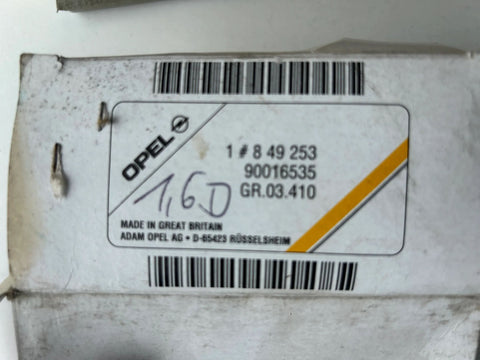 OPEL
1 # 8 49 253
90016535
GR.03.410
1,6D
MADE IN GREAT BRITAIN
ADAM OPEL AG • D-65423 RÜSSELSHEIM